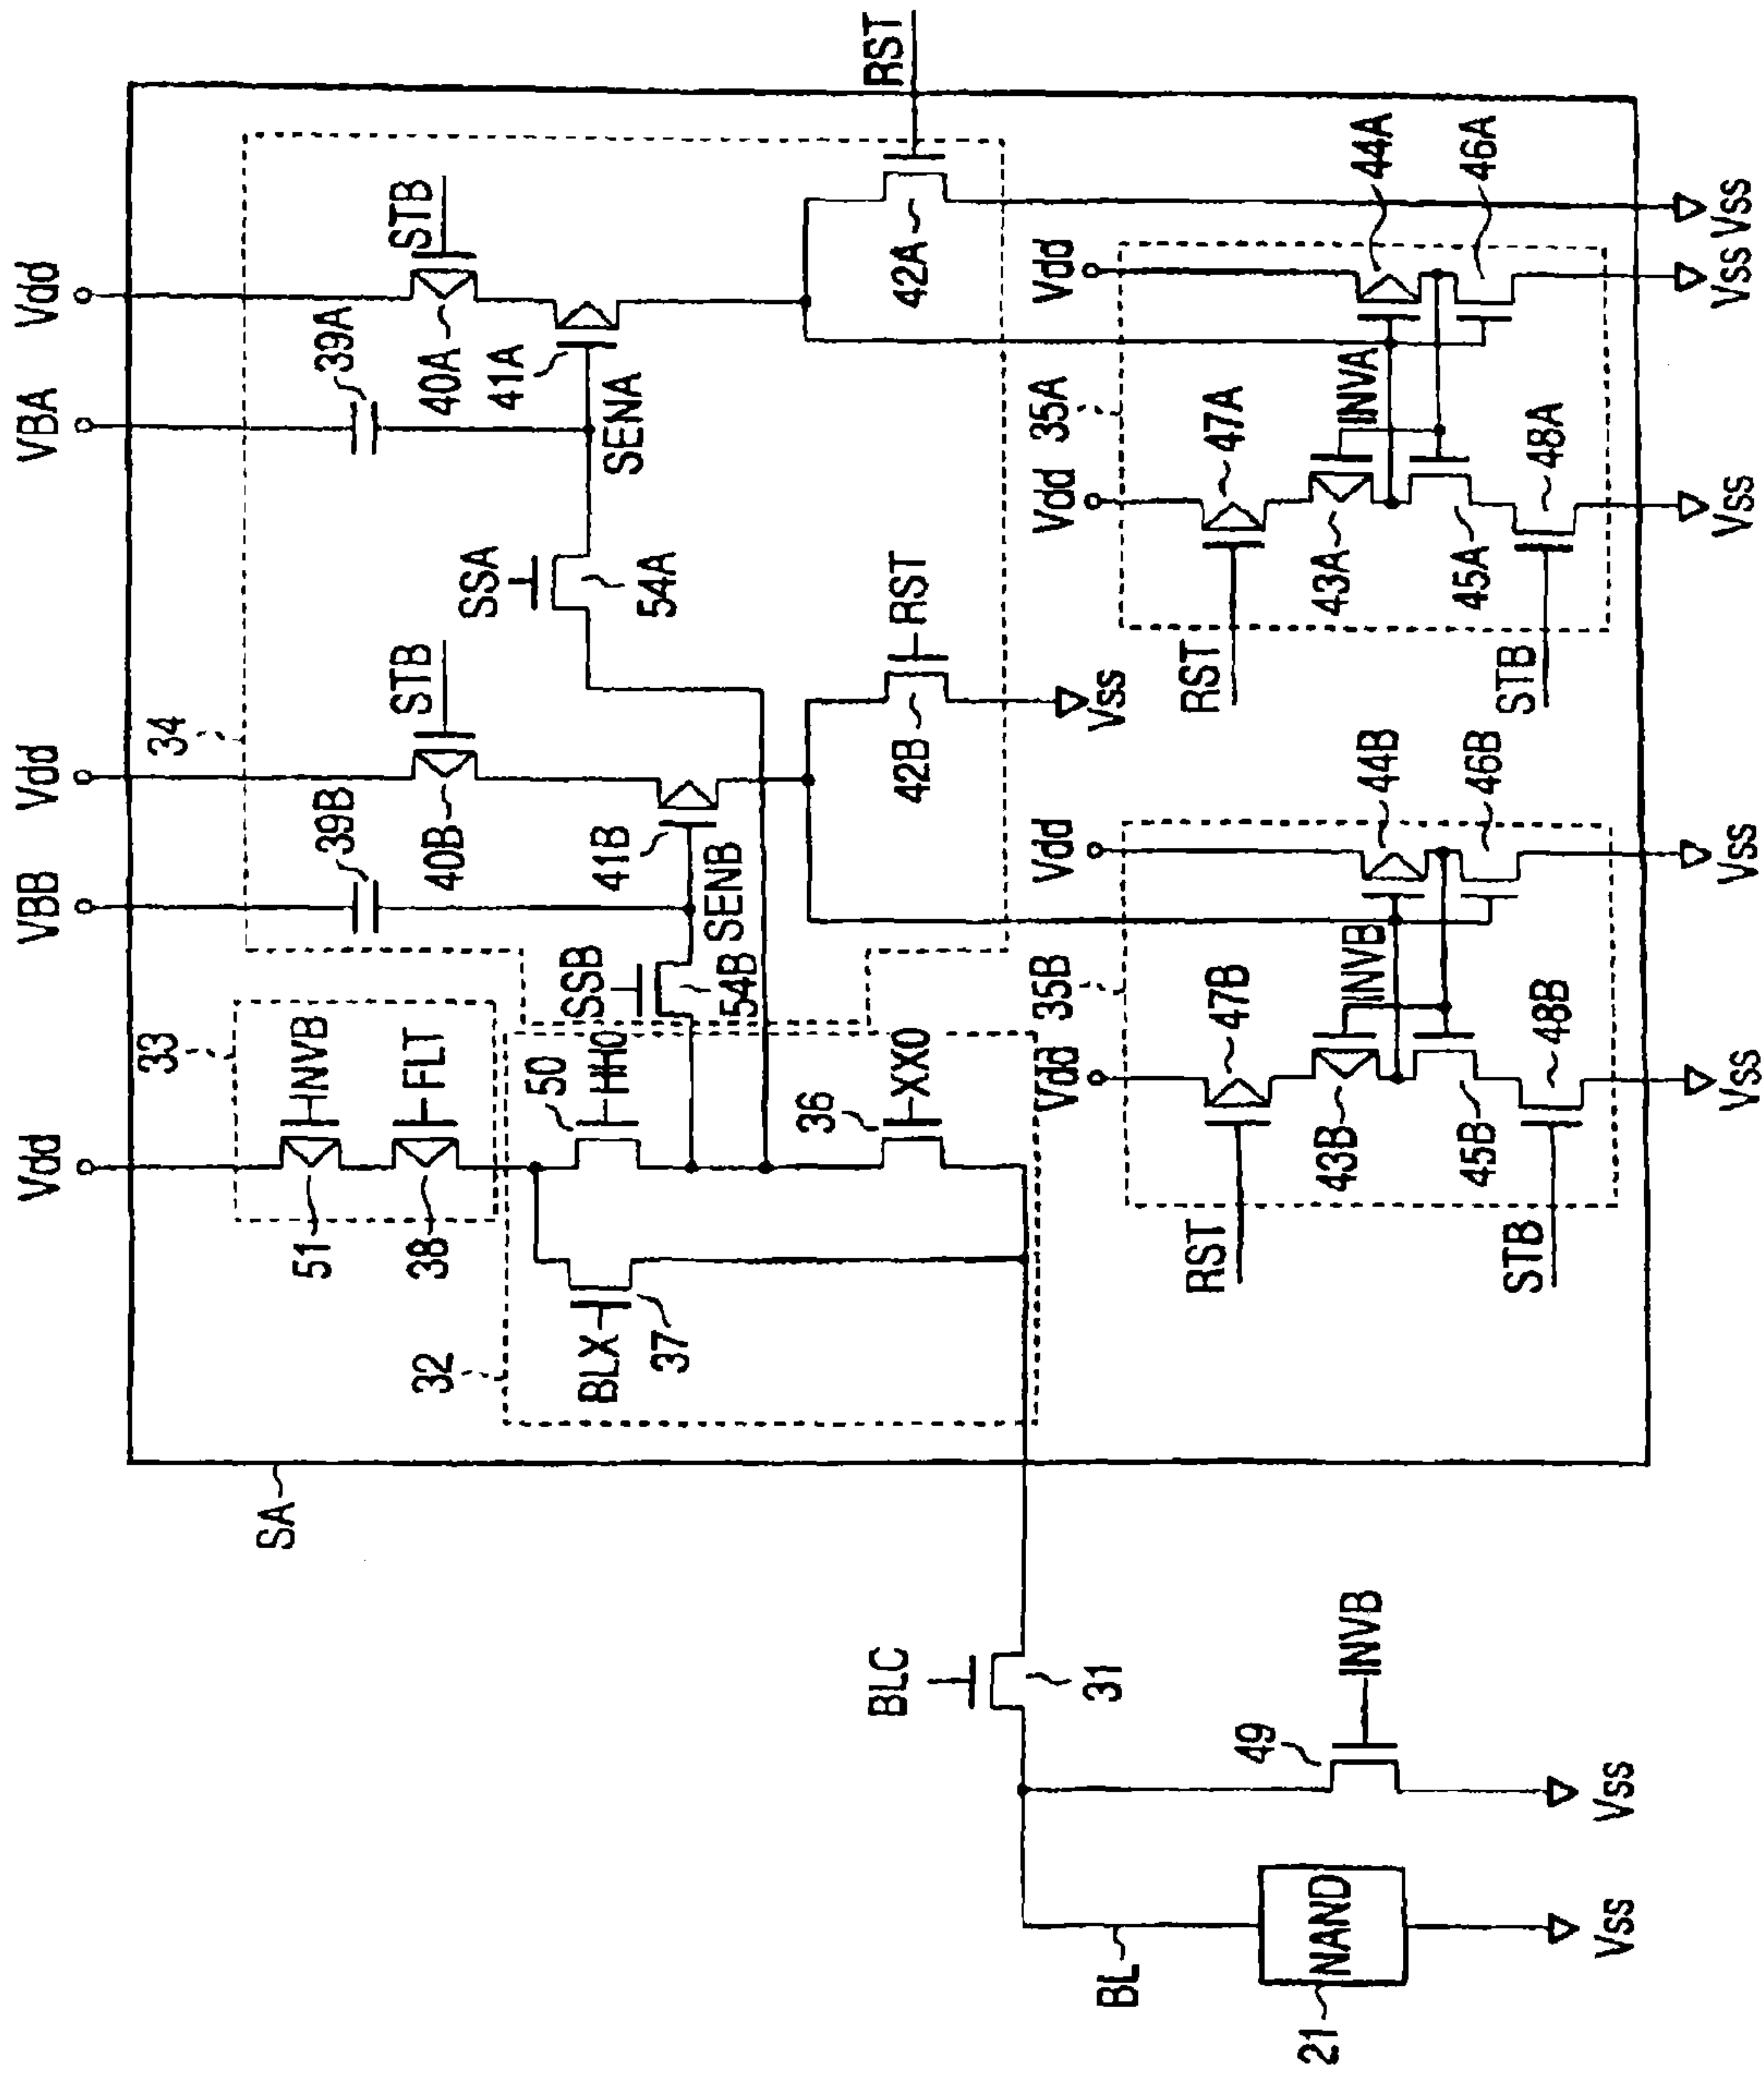 Vdd
VBB
Vdd
VBA
Vdd
33
34
39B
39A
INVB
STB
STB
51
FLT
38
40B
40A
SA
32
50
HH0
SSB
SENB
41B
SSA
SENA
41A
BLX
37
54B
54A
36
XX0
42B
RST
42A
RST
Vss
BLC
31
35B
35A
Vdd
Vdd
Vdd
Vdd
47B
47A
RST
RST
INVB
INVA
43B
44B
43A
44A
45B
46B
45A
46A
48B
48A
STB
STB
Vss
Vss
Vss
Vss
Vss
BL
49
INVB
NAND
21
Vss
Vss